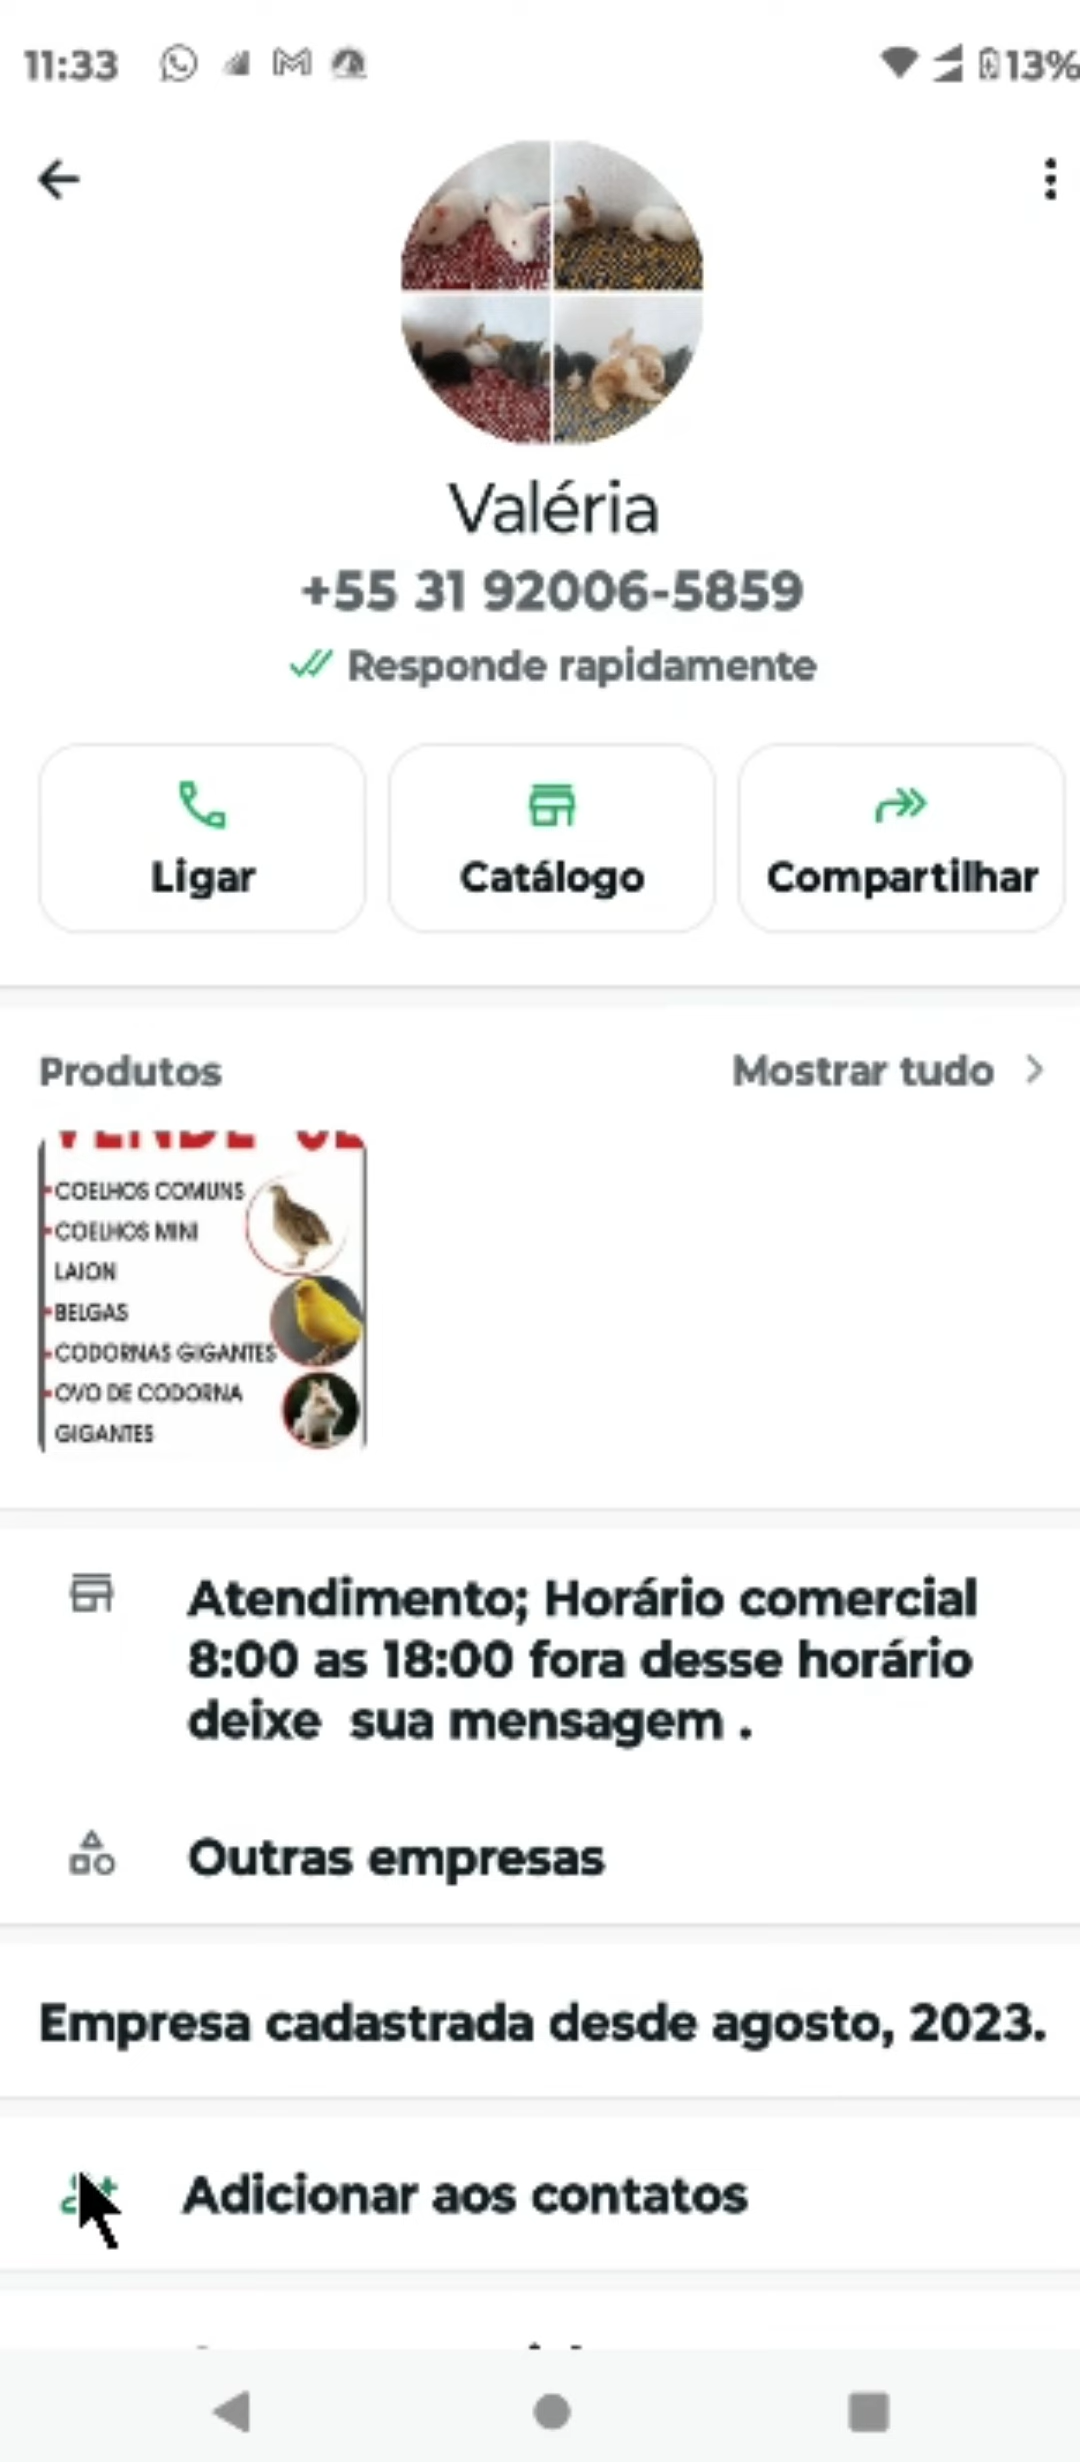 11:33
13%
Valéria
+55 31 92006-5859
Responde rapidamente
Ligar
Catálogo
Compartilhar
Produtos
Mostrar tudo
COELHOS COMUNS
COELHOS MINI
LAION
BELGAS
CODORNAS GIGANTES
OVO DE CODORNA
GIGANTES
Atendimento; Horário comercial
8:00 as 18:00 fora desse horário
deixe  sua mensagem .
Outras empresas
Empresa cadastrada desde agosto, 2023.
Adicionar aos contatos